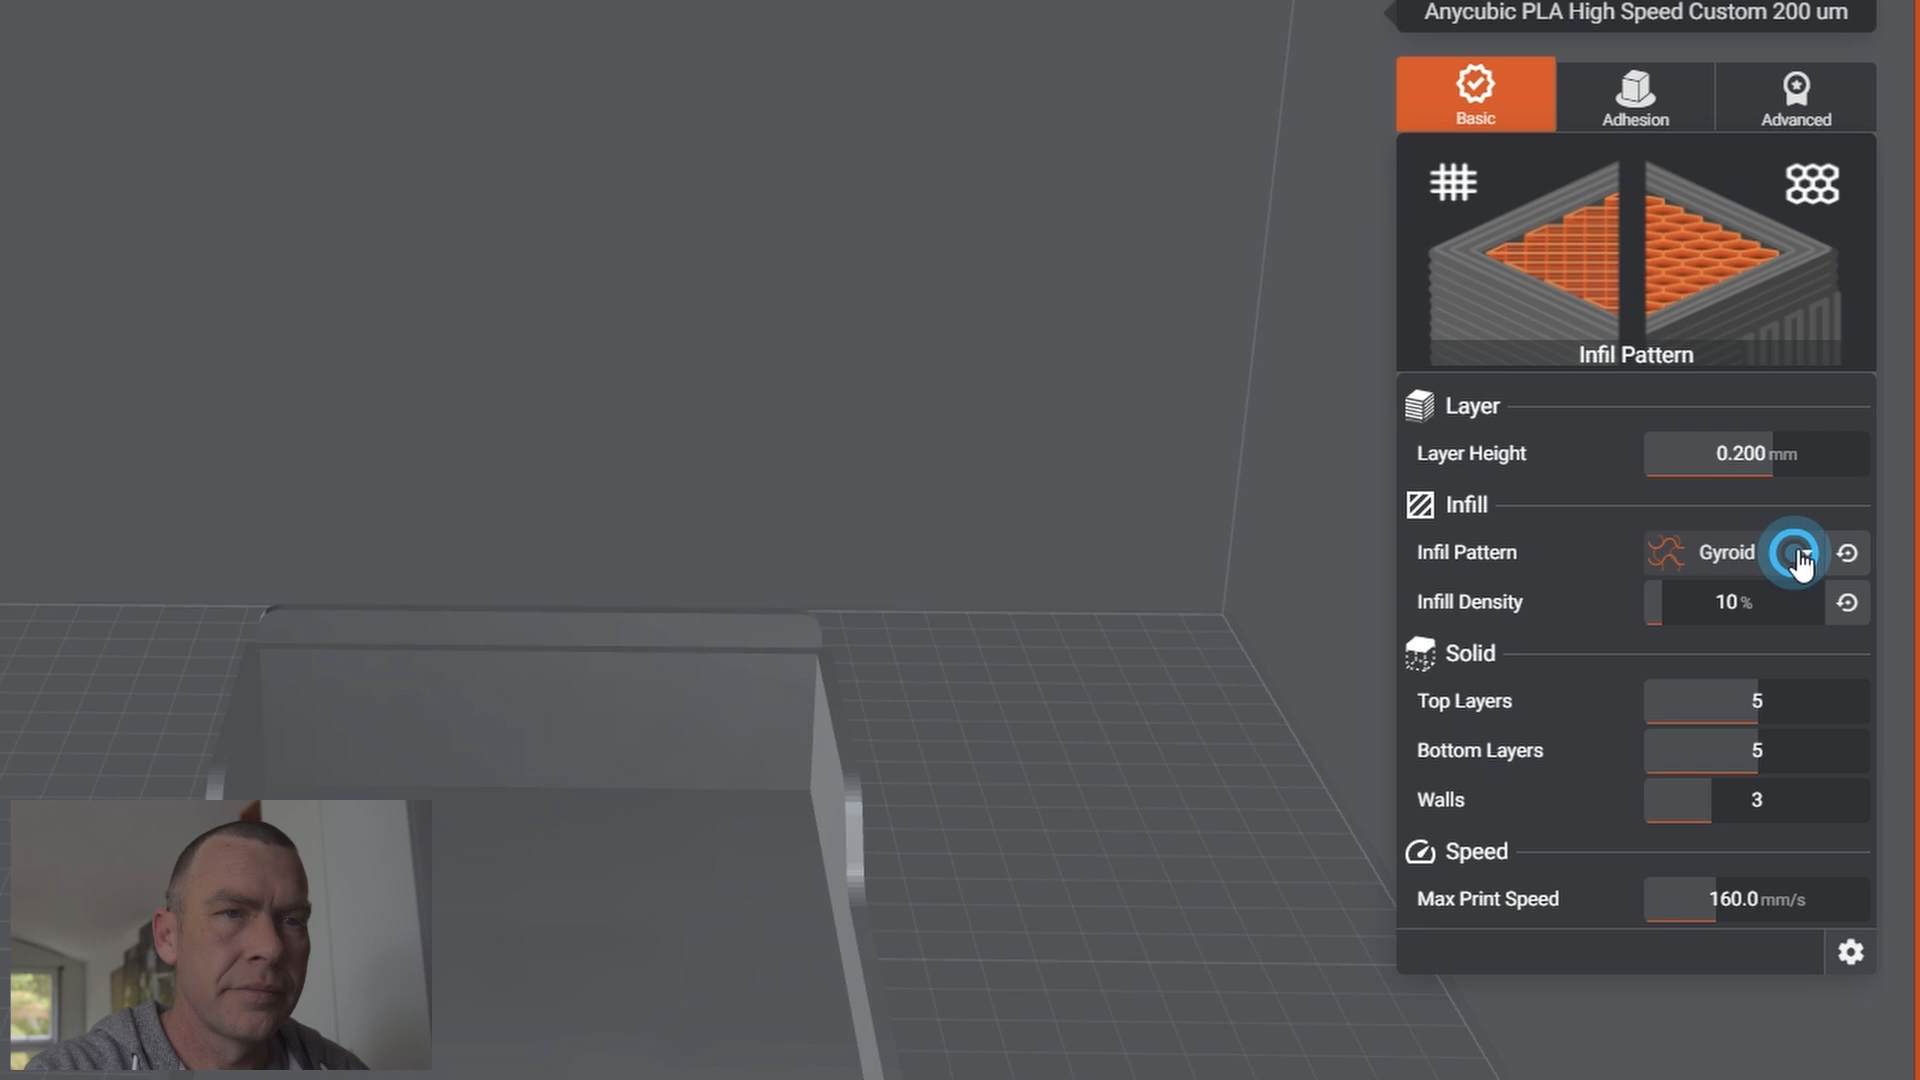 Anycubic PLA High Speed Custom 200 um
Basic
Adhesion
Advanced
Infil Pattern
Layer
Layer Height
0.200 mm
Infill
Infil Pattern
Gyroid
Infill Density
10 %
Solid
Top Layers
5
Bottom Layers
5
Walls
3
Speed
Max Print Speed
160.0 mm/s